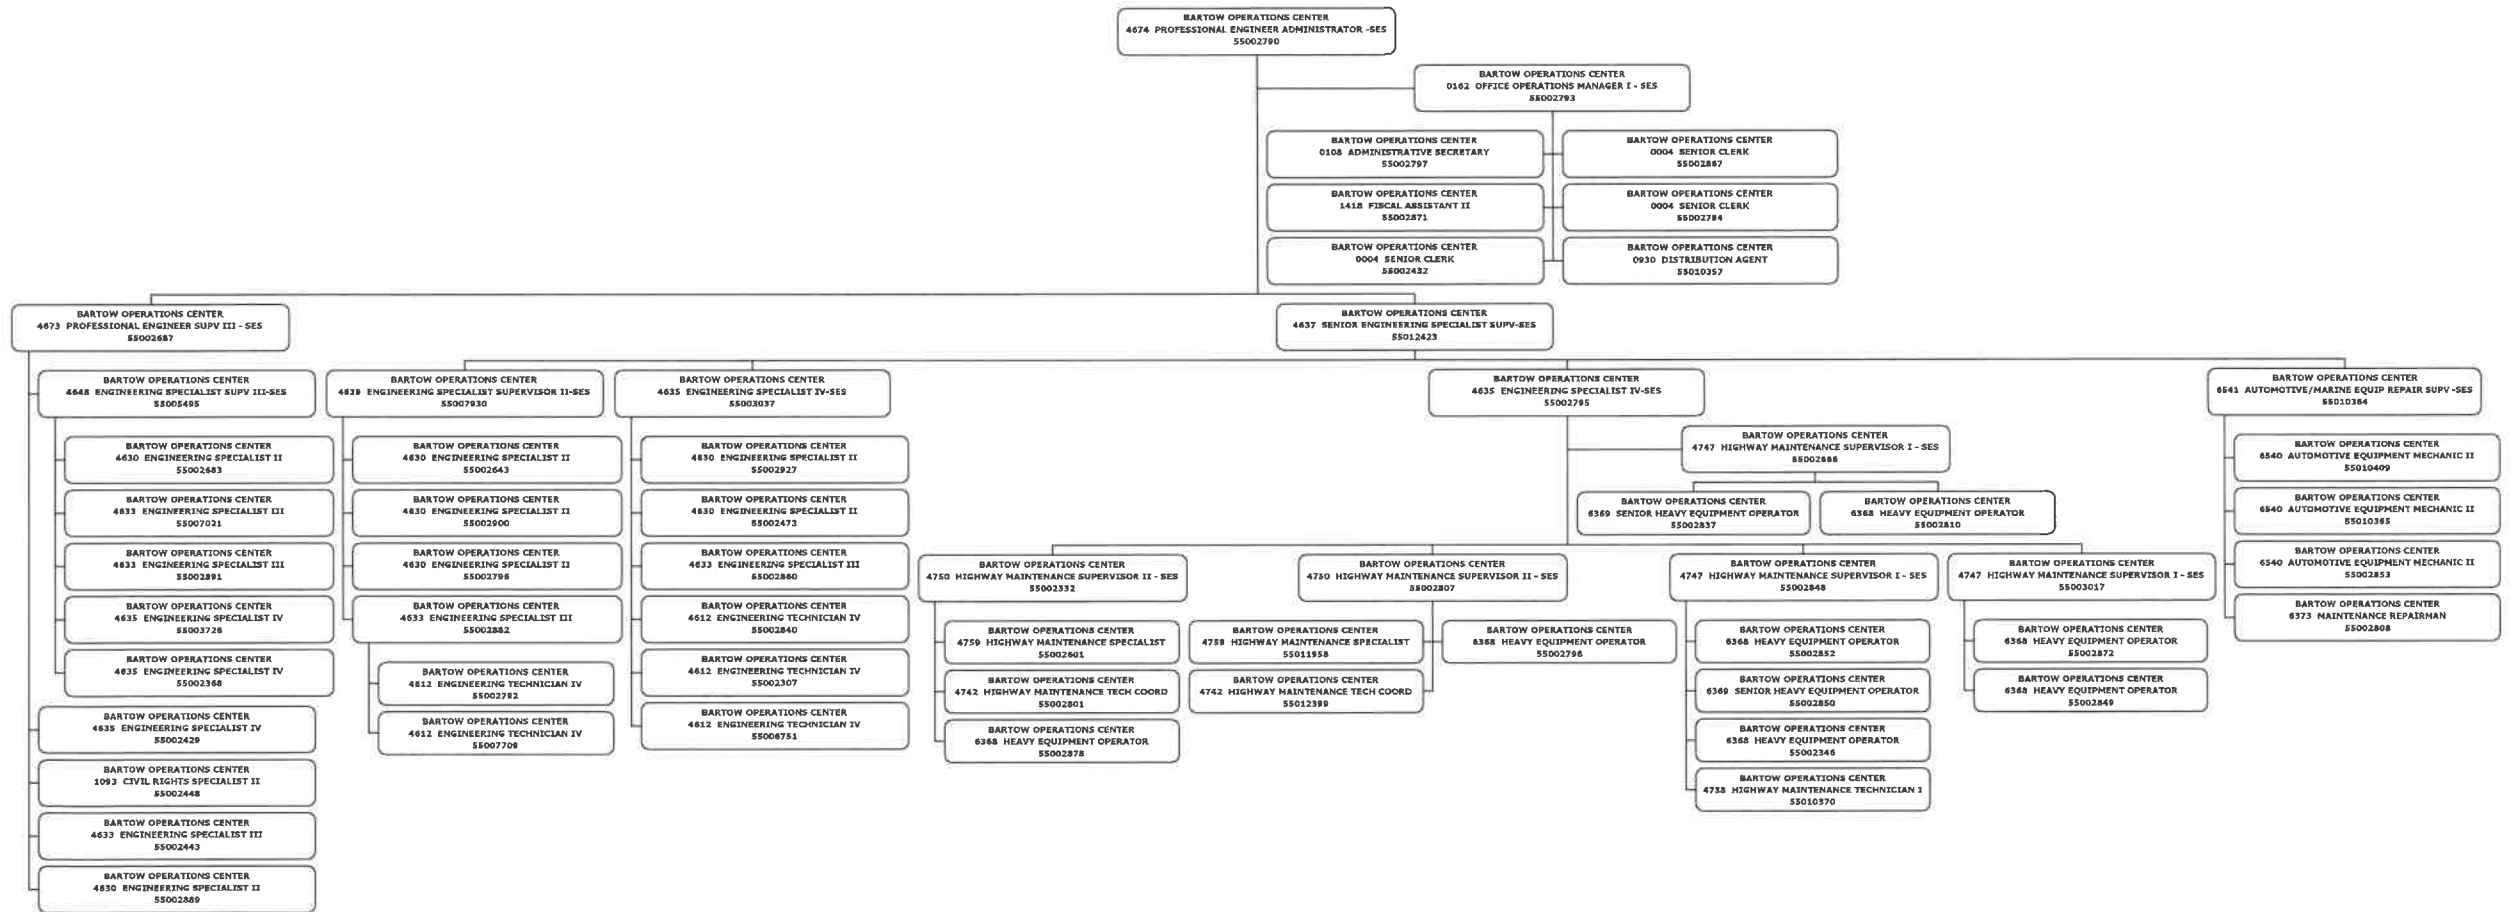 BARTOW OPERATIONS CENTER
4674 PROFESSIONAL ENGINEER ADMINISTRATOR -SES
55002790
BARTOW OPERATIONS CENTER
0162 OFFICE OPERATIONS MANAGER I - SES
55002793
BARTOW OPERATIONS CENTER
0108 ADMINISTRATIVE SECRETARY
55002797
BARTOW OPERATIONS CENTER
0004 SENIOR CLERK
55002867
BARTOW OPERATIONS CENTER
1418 FISCAL ASSISTANT II
55002871
BARTOW OPERATIONS CENTER
0004 SENIOR CLERK
55002794
BARTOW OPERATIONS CENTER
0004 SENIOR CLERK
55002432
BARTOW OPERATIONS CENTER
0930 DISTRIBUTION AGENT
55010357
BARTOW OPERATIONS CENTER
4673 PROFESSIONAL ENGINEER SUPV III - SES
55002687
BARTOW OPERATIONS CENTER
4637 SENIOR ENGINEERING SPECIALIST SUPV-SES
55012423
BARTOW OPERATIONS CENTER
4648 ENGINEERING SPECIALIST SUPV III-SES
55005495
BARTOW OPERATIONS CENTER
4630 ENGINEERING SPECIALIST II
55002683
BARTOW OPERATIONS CENTER
4633 ENGINEERING SPECIALIST III
55007021
BARTOW OPERATIONS CENTER
4633 ENGINEERING SPECIALIST III
55002891
BARTOW OPERATIONS CENTER
4635 ENGINEERING SPECIALIST IV
55003726
BARTOW OPERATIONS CENTER
4635 ENGINEERING SPECIALIST IV
55002368
BARTOW OPERATIONS CENTER
4635 ENGINEERING SPECIALIST IV
55002429
BARTOW OPERATIONS CENTER
1093 CIVIL RIGHTS SPECIALIST II
55002448
BARTOW OPERATIONS CENTER
4633 ENGINEERING SPECIALIST III
55002443
BARTOW OPERATIONS CENTER
4630 ENGINEERING SPECIALIST II
55002889
BARTOW OPERATIONS CENTER
4639 ENGINEERING SPECIALIST SUPERVISOR II-SES
55007930
BARTOW OPERATIONS CENTER
4630 ENGINEERING SPECIALIST II
55002643
BARTOW OPERATIONS CENTER
4630 ENGINEERING SPECIALIST II
55002900
BARTOW OPERATIONS CENTER
4630 ENGINEERING SPECIALIST II
55002796
BARTOW OPERATIONS CENTER
4633 ENGINEERING SPECIALIST III
55002882
BARTOW OPERATIONS CENTER
4612 ENGINEERING TECHNICIAN IV
55002792
BARTOW OPERATIONS CENTER
4612 ENGINEERING TECHNICIAN IV
55007709
BARTOW OPERATIONS CENTER
4635 ENGINEERING SPECIALIST IV-SES
55003037
BARTOW OPERATIONS CENTER
4630 ENGINEERING SPECIALIST II
55002927
BARTOW OPERATIONS CENTER
4630 ENGINEERING SPECIALIST II
55002473
BARTOW OPERATIONS CENTER
4633 ENGINEERING SPECIALIST III
55002860
BARTOW OPERATIONS CENTER
4612 ENGINEERING TECHNICIAN IV
55002840
BARTOW OPERATIONS CENTER
4612 ENGINEERING TECHNICIAN IV
55002307
BARTOW OPERATIONS CENTER
4612 ENGINEERING TECHNICIAN IV
55006751
BARTOW OPERATIONS CENTER
4635 ENGINEERING SPECIALIST IV-SES
55002795
BARTOW OPERATIONS CENTER
4747 HIGHWAY MAINTENANCE SUPERVISOR I - SES
BARTOW OPERATIONS CENTER
6369 SENIOR HEAVY EQUIPMENT OPERATOR
55002837
BARTOW OPERATIONS CENTER
6368 HEAVY EQUIPMENT OPERATOR
55002810
BARTOW OPERATIONS CENTER
4750 HIGHWAY MAINTENANCE SUPERVISOR II - SES
55002332
BARTOW OPERATIONS CENTER
4759 HIGHWAY MAINTENANCE SPECIALIST
55002601
BARTOW OPERATIONS CENTER
4742 HIGHWAY MAINTENANCE TECH COORD
55002801
BARTOW OPERATIONS CENTER
6368 HEAVY EQUIPMENT OPERATOR
55002878
BARTOW OPERATIONS CENTER
4750 HIGHWAY MAINTENANCE SUPERVISOR II - SES
55002807
BARTOW OPERATIONS CENTER
4759 HIGHWAY MAINTENANCE SPECIALIST
55011958
BARTOW OPERATIONS CENTER
6368 HEAVY EQUIPMENT OPERATOR
55002798
BARTOW OPERATIONS CENTER
4742 HIGHWAY MAINTENANCE TECH COORD
55012399
BARTOW OPERATIONS CENTER
4747 HIGHWAY MAINTENANCE SUPERVISOR I - SES
55002848
BARTOW OPERATIONS CENTER
6368 HEAVY EQUIPMENT OPERATOR
55002852
BARTOW OPERATIONS CENTER
6369 SENIOR HEAVY EQUIPMENT OPERATOR
55002850
BARTOW OPERATIONS CENTER
6368 HEAVY EQUIPMENT OPERATOR
55002346
BARTOW OPERATIONS CENTER
4738 HIGHWAY MAINTENANCE TECHNICIAN I
55010370
BARTOW OPERATIONS CENTER
4747 HIGHWAY MAINTENANCE SUPERVISOR I - SES
55003017
BARTOW OPERATIONS CENTER
6368 HEAVY EQUIPMENT OPERATOR
55002872
BARTOW OPERATIONS CENTER
6368 HEAVY EQUIPMENT OPERATOR
55002849
BARTOW OPERATIONS CENTER
6541 AUTOMOTIVE/MARINE EQUIP REPAIR SUPV -SES
55010364
BARTOW OPERATIONS CENTER
6540 AUTOMOTIVE EQUIPMENT MECHANIC II
55010409
BARTOW OPERATIONS CENTER
6540 AUTOMOTIVE EQUIPMENT MECHANIC II
55010365
BARTOW OPERATIONS CENTER
6540 AUTOMOTIVE EQUIPMENT MECHANIC II
55002853
BARTOW OPERATIONS CENTER
6373 MAINTENANCE REPAIRMAN
55002808